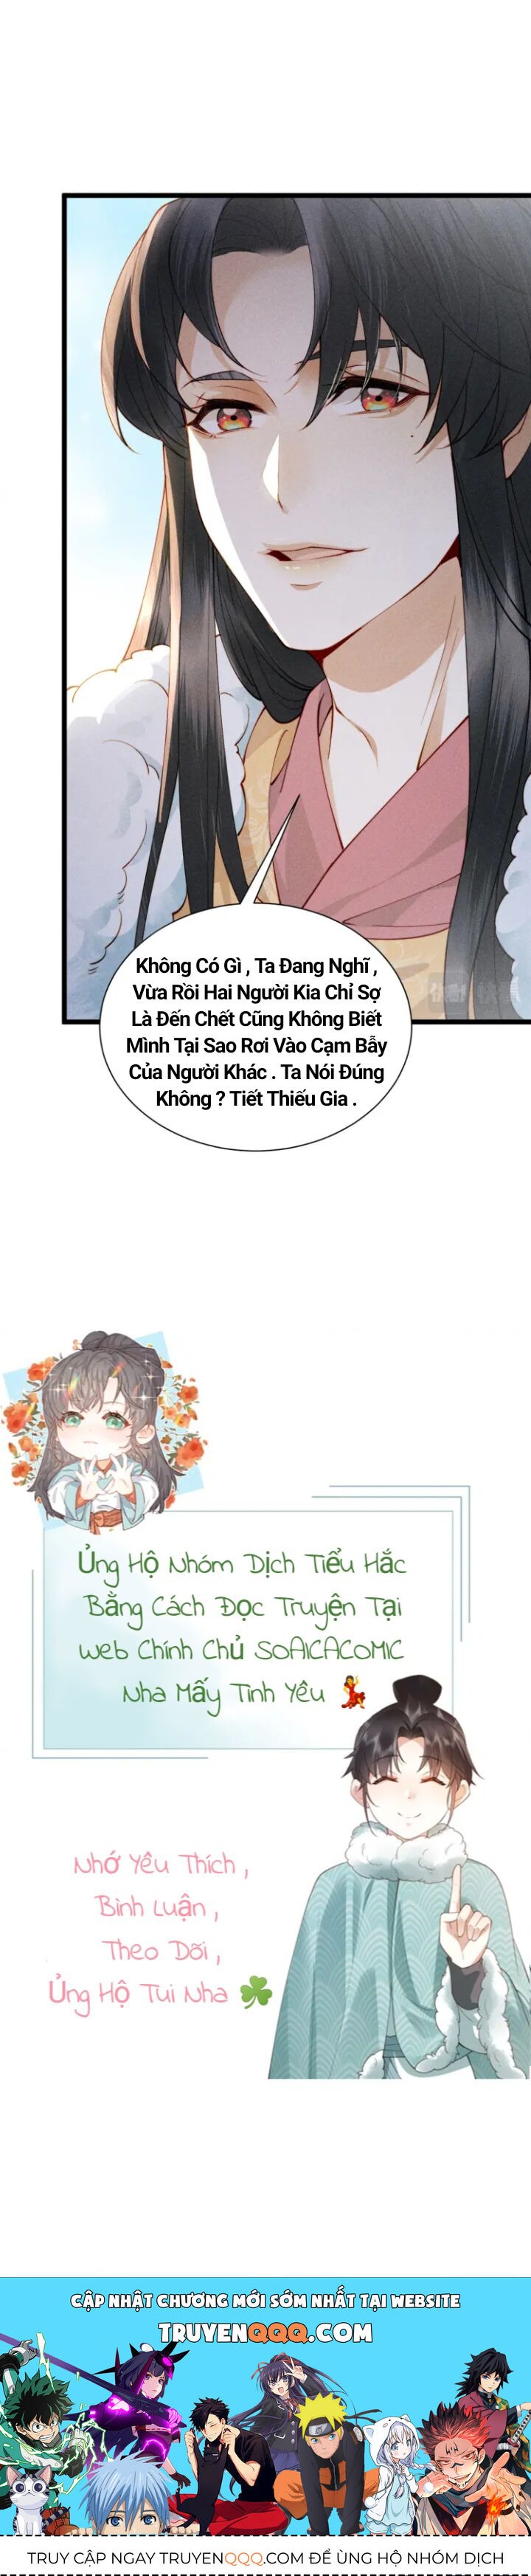 Không Có Gì , Ta Đang Nghĩ ,
Vừa Rồi Hai Người Kia Chỉ Sợ
Là Đến Chết Cũng Không Biết
Mình Tại Sao Rơi Vào Cạm Bẫy
Của Người Khác . Ta Nói Đúng
Không ? Tiết Thiếu Gia .
Ủng Hộ Nhóm Dịch Tiểu Hắc
Bằng Cách Đọc Truyện Tại
Web Chính Chủ SOAICACOMIC
Nha Mấy Tình Yêu 💃
Nhớ Yêu Thích ,
Bình Luận ,
Theo Dõi ,
Ủng Hộ Tui Nha ☘️
CẬP NHẬT CHƯƠNG MỚI SỚM NHẤT TẠI WEBSITE
TRUYENQQQ.COM
TRUY CẬP NGAY TRUYENQQQ.COM ĐỂ ỦNG HỘ NHÓM DỊCH